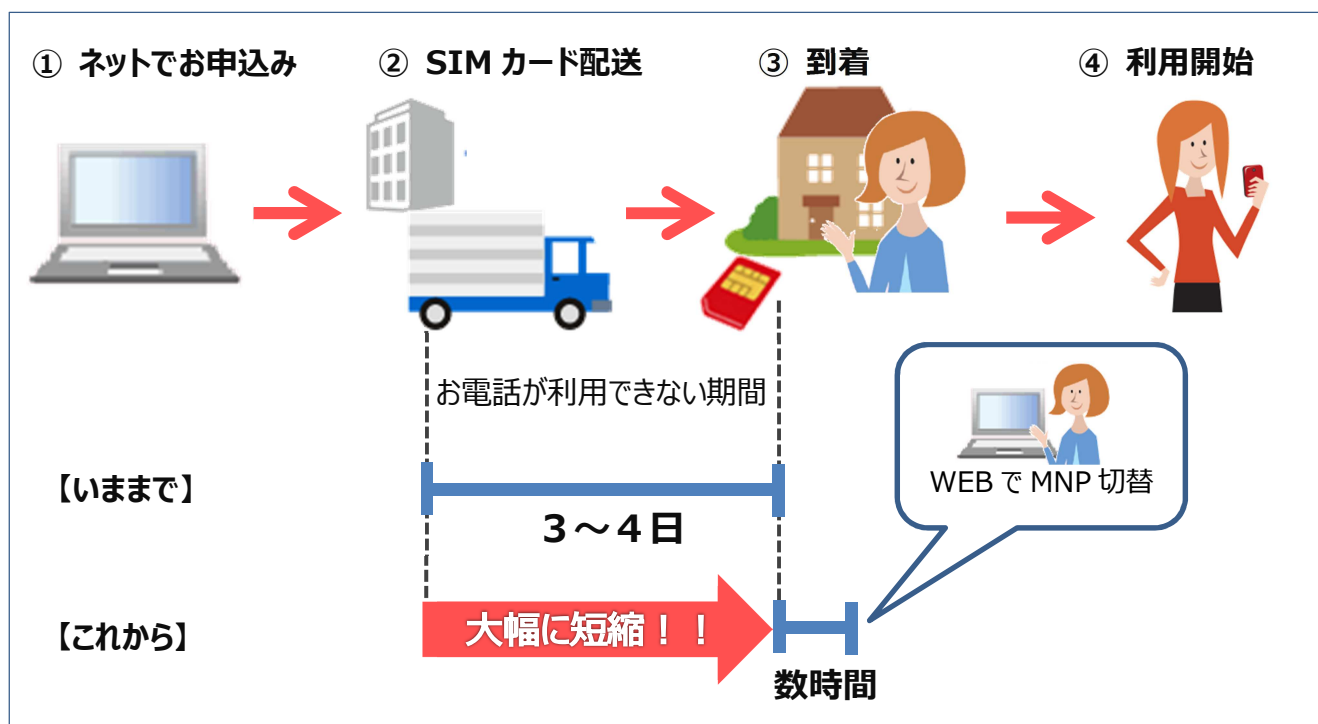 ① ネットでお申込み
② SIM カード配送
③ 到着
④ 利用開始
お電話が利用できない期間
【いままで】
3～4日
WEB で MNP 切替
【これから】
大幅に短縮！！
数時間